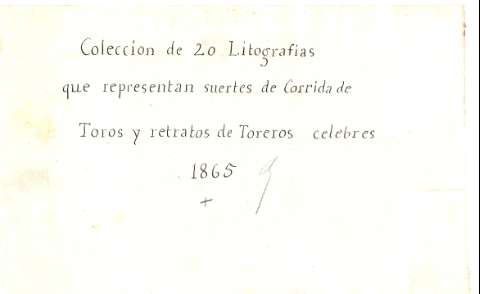 Coleccion de 20 Litografias
que representan suertes de Corrida de
Toros y retratos de Toreros celebres
1865
+